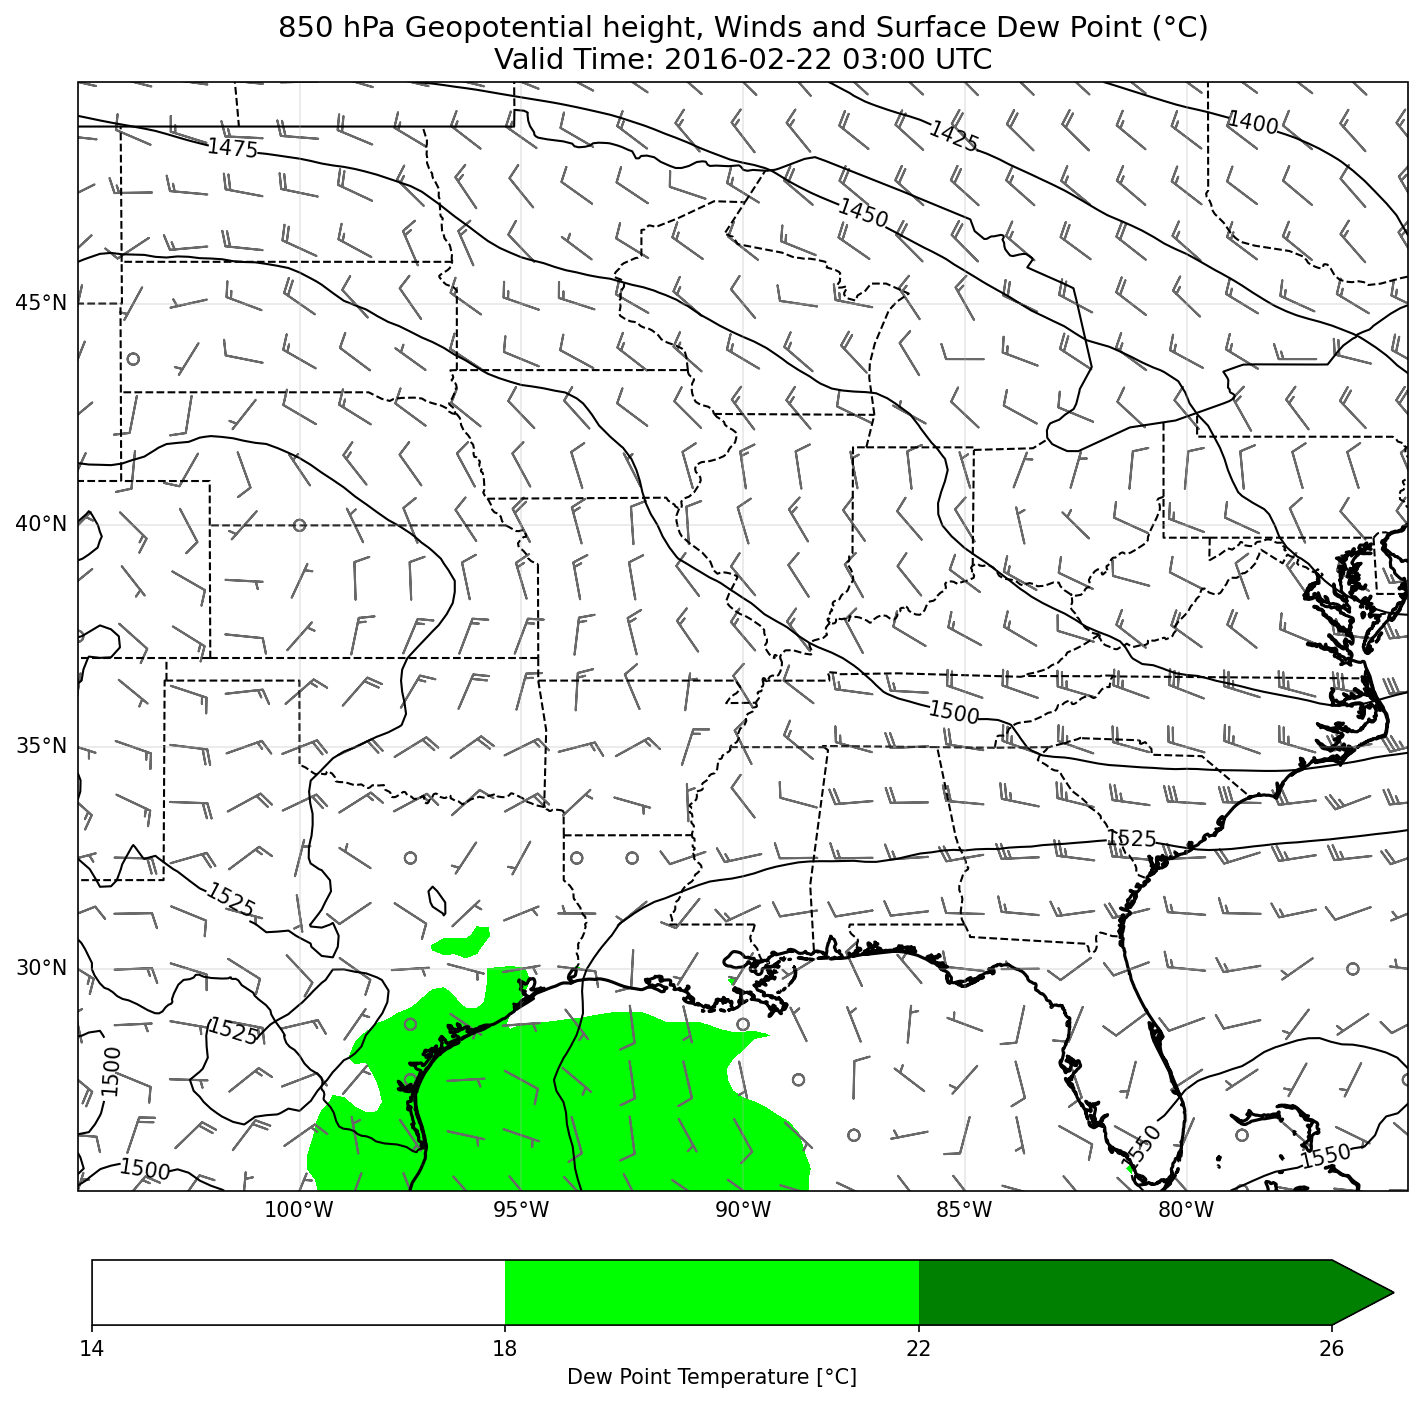 850 hPa Geopotential height, Winds and Surface Dew Point (°C)
Valid Time: 2016-02-22 03:00 UTC
1400
1425
1475
1450
45°N
40°N
1500
35°N
1525
1525
30°N
1525
1500
1550
1550
1500
100°W 95°W 90°W 85°W 80°W
14 18 22 26
Dew Point Temperature [°C]